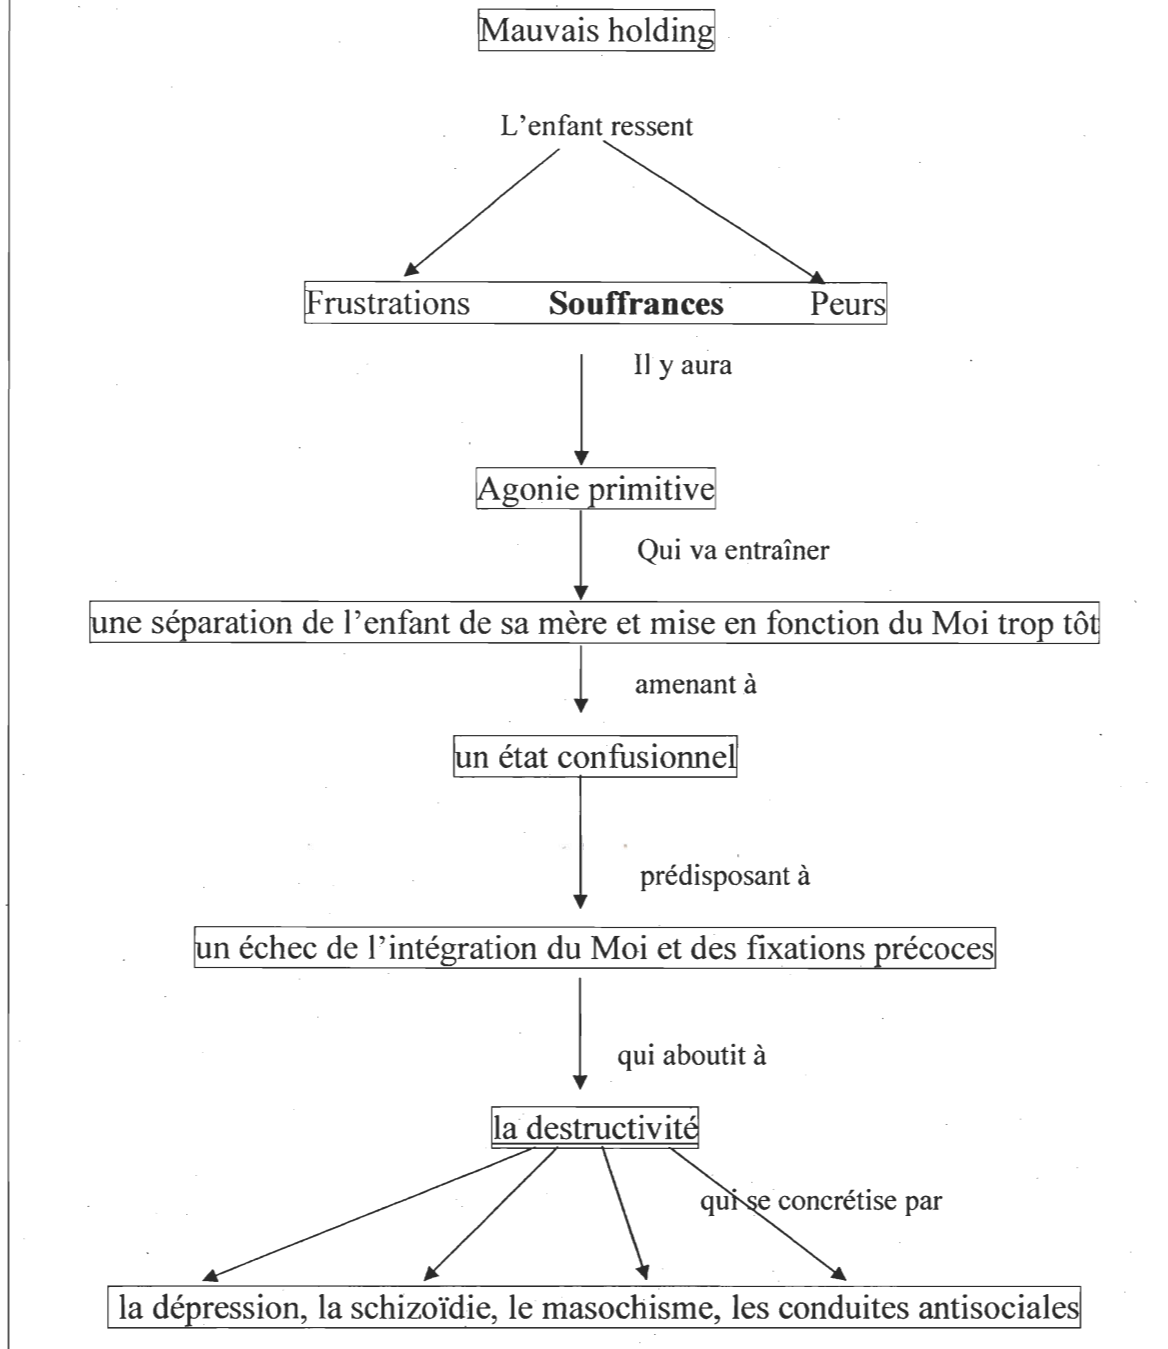 Mauvais holding
L'enfant ressent
Frustrations Souffrances Peurs
Il y aura
Agonie primitive
Qui va entraîner
une séparation de l'enfant de sa mère et mise en fonction du Moi trop tôt
amenant à
un état confusionnel
prédisposant à
un échec de l'intégration du Moi et des fixations précoces
qui aboutit à
la destructivité
qui se concrétise par
la dépression, la schizoïdie, le masochisme, les conduites antisociales